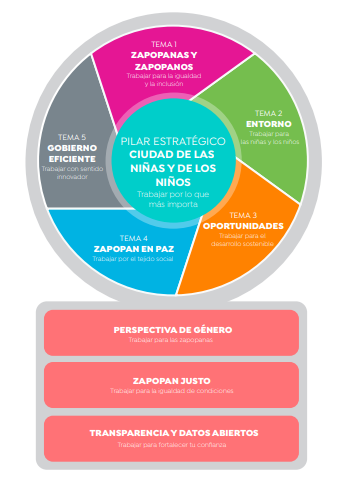 TEMA 1
ZAPOPANAS Y
ZAPOPANOS
Trabajar para la igualdad
y la inclusión
TEMA 2
ENTORNO
Trabajar para
las niñas y los niños
TEMA 5
GOBIERNO
EFICIENTE
Trabajar con sentido
innovador
PILAR ESTRATÉGICO
CIUDAD DE LAS
NIÑAS Y DE LOS
NIÑOS
Trabajar por lo que
más importa
TEMA 3
OPORTUNIDADES
Trabajar para el
desarrollo sostenible
TEMA 4
ZAPOPAN EN PAZ
Trabajar por el tejido social
PERSPECTIVA DE GÉNERO
Trabajar para las zapopanas
ZAPOPAN JUSTO
Trabajar para la igualdad de condiciones
TRANSPARENCIA Y DATOS ABIERTOS
Trabajar para fortalecer tu confianza